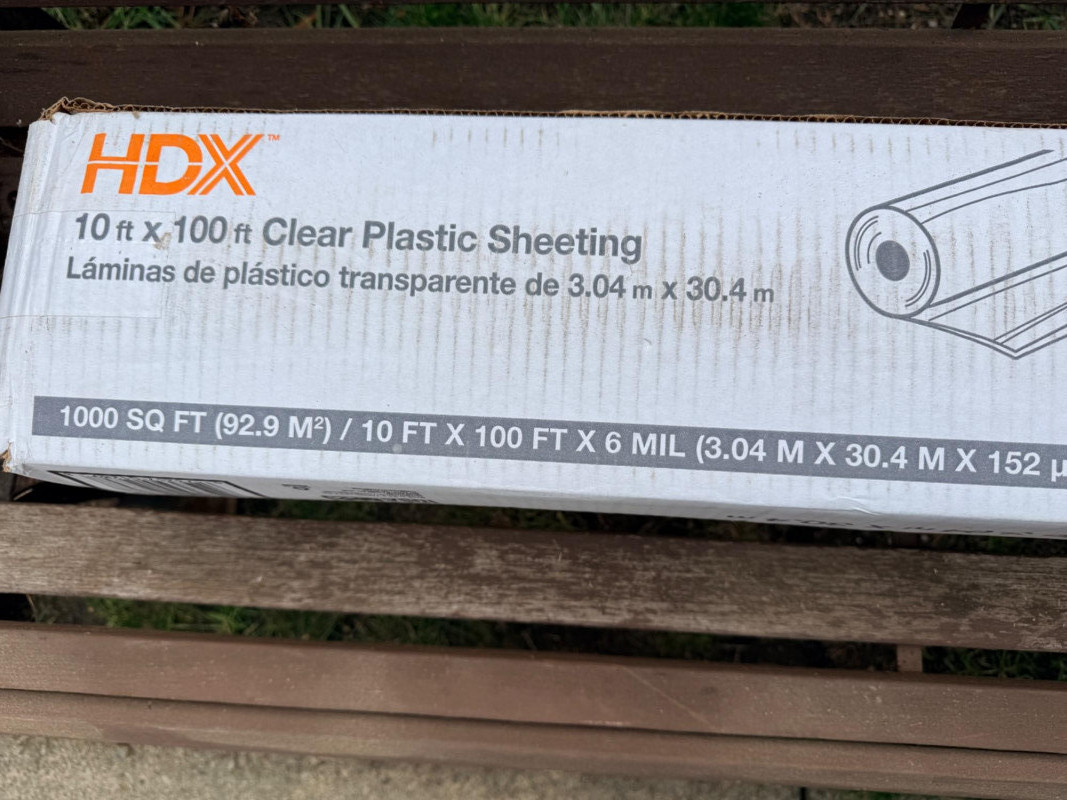 HDX™
10 ft x 100 ft Clear Plastic Sheeting
Láminas de plástico transparente de 3.04 m x 30.4 m
1000 SQ FT (92.9 M²) / 10 FT X 100 FT X 6 MIL (3.04 M X 30.4 M X 152 µ